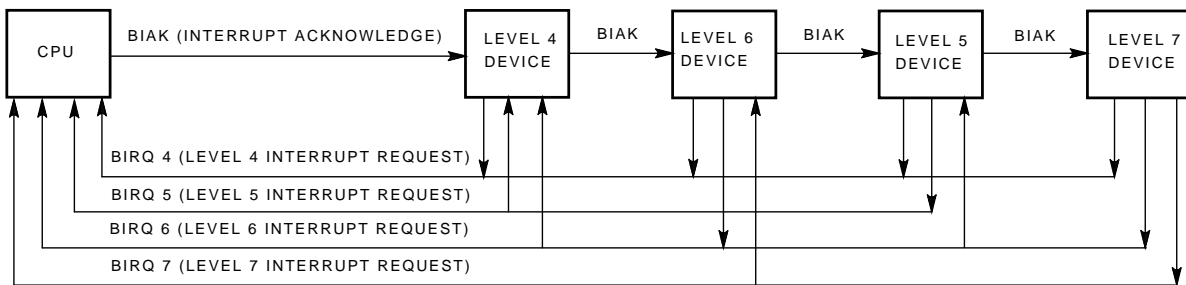 CPU
BIAK (INTERRUPT ACKNOWLEDGE)
LEVEL 4
DEVICE
BIAK
LEVEL 6
DEVICE
BIAK
LEVEL 5
DEVICE
BIAK
LEVEL 7
DEVICE
BIRQ 4 (LEVEL 4 INTERRUPT REQUEST)
BIRQ 5 (LEVEL 5 INTERRUPT REQUEST)
BIRQ 6 (LEVEL 6 INTERRUPT REQUEST)
BIRQ 7 (LEVEL 7 INTERRUPT REQUEST)